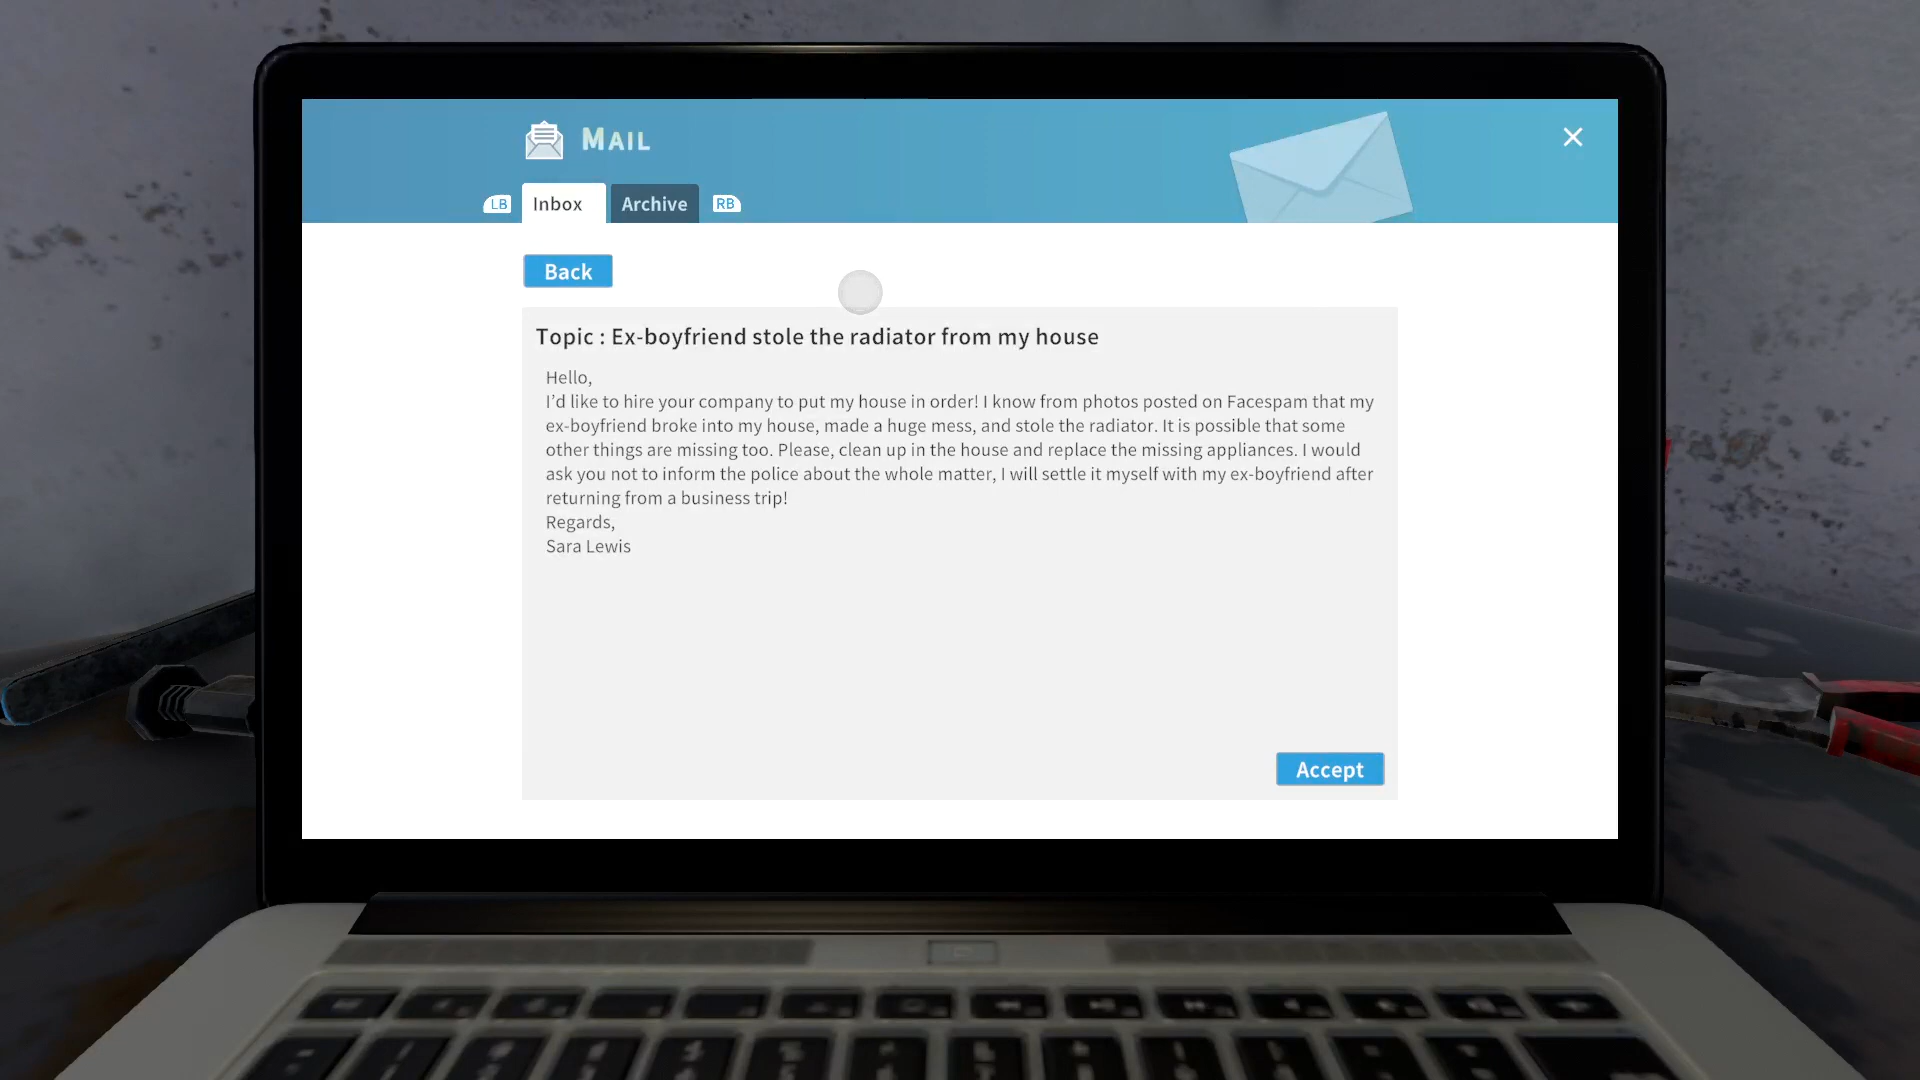 MAIL
LB
Inbox
Archive
RB
Back
Topic : Ex-boyfriend stole the radiator from my house
Hello,
I'd like to hire your company to put my house in order! I know from photos posted on Facespam that my
ex-boyfriend broke into my house, made a huge mess, and stole the radiator. It is possible that some
other things are missing too. Please, clean up in the house and replace the missing appliances. I would
ask you not to inform the police about the whole matter, I will settle it myself with my ex-boyfriend after
returning from a business trip!
Regards,
Sara Lewis
Accept